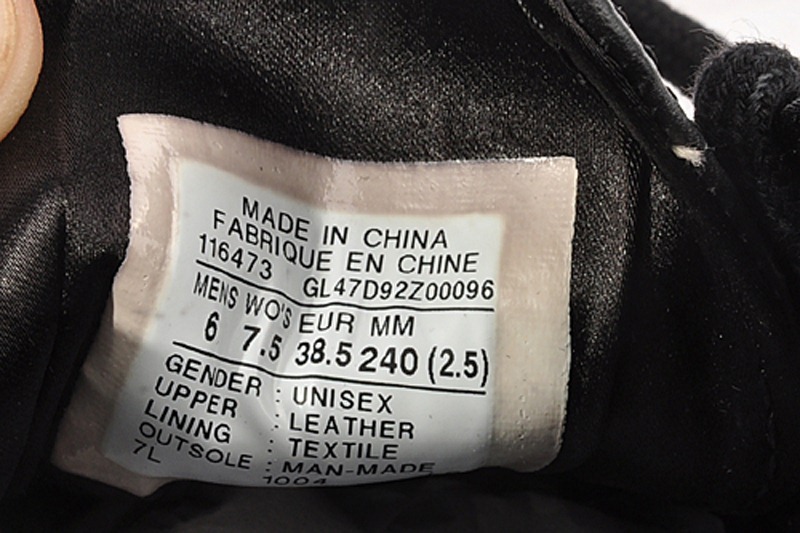 MADE IN CHINA
FABRIQUE EN CHINE
116473 GL47D92Z00096
MENS WO'S EUR MM
6 7.5 38.5 240 (2.5)
GENDER : UNISEX
UPPER : LEATHER
LINING : TEXTILE
OUTSOLE : MAN-MADE
7L 1004